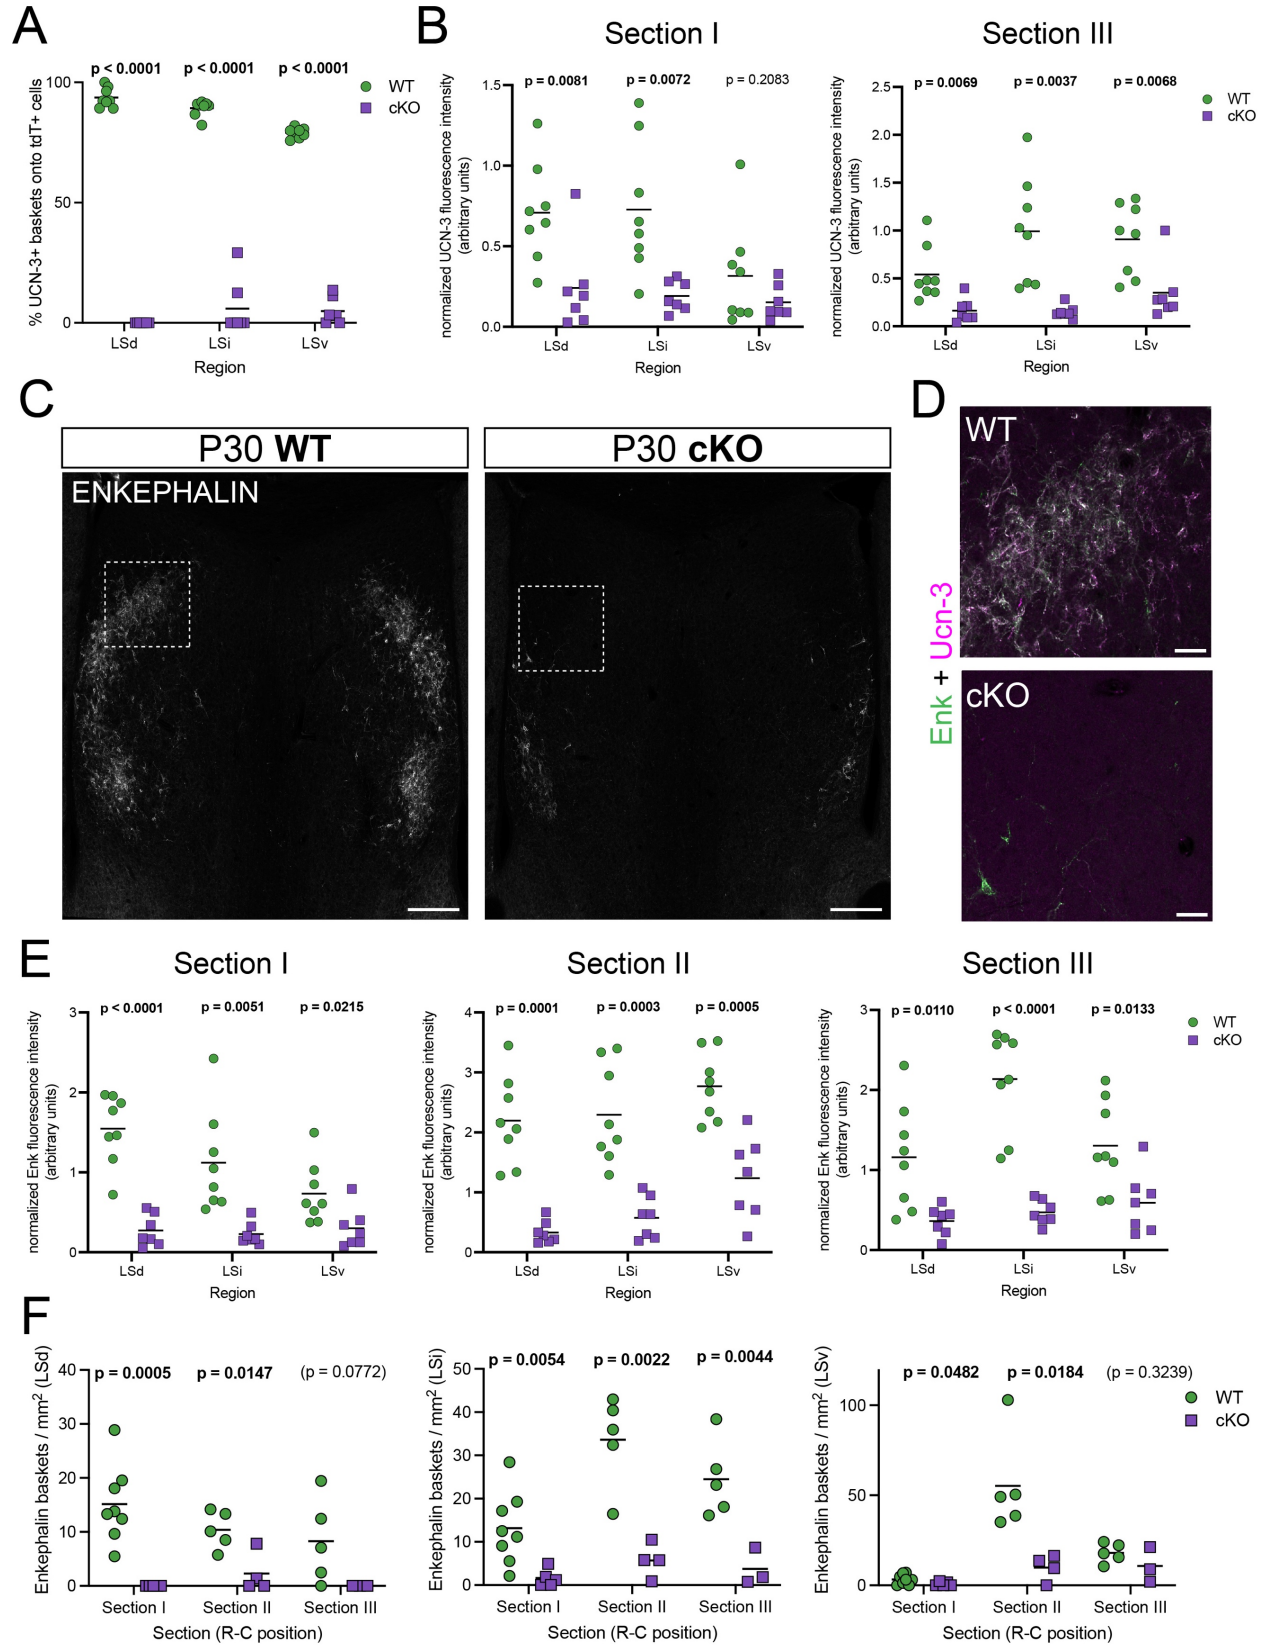 A
% UCN-3+ baskets onto tdT+ cells
100
50
0
p < 0.0001 p < 0.0001 p < 0.0001
WT
cKO
LSd LSi LSv
Region
B
Section I
normalized UCN-3 fluorescence intensity
(arbitrary units)
1.5
1.0
0.5
0.0
p = 0.0081 p = 0.0072 p = 0.2083
LSd LSi LSv
Region
Section III
normalized UCN-3 fluorescence intensity
(arbitrary units)
2.5
2.0
1.5
1.0
0.5
0.0
p = 0.0069 p = 0.0037 p = 0.0068
WT
cKO
LSd LSi LSv
Region
C
P30 WT
P30 cKO
ENKEPHALIN
D
Enk + Ucn-3
WT
cKO
E
Section I
normalized Enk fluorescence intensity
(arbitrary units)
3
2
1
0
p < 0.0001 p = 0.0051 p = 0.0215
LSd LSi LSv
Region
Section II
normalized Enk fluorescence intensity
(arbitrary units)
4
3
2
1
0
p = 0.0001 p = 0.0003 p = 0.0005
LSd LSi LSv
Region
Section III
normalized Enk fluorescence intensity
(arbitrary units)
3
2
1
0
p = 0.0110 p < 0.0001 p = 0.0133
WT
cKO
LSd LSi LSv
Region
F
Enkephalin baskets / mm² (LSd)
40
30
20
10
0
p = 0.0005 p = 0.0147 (p = 0.0772)
Section I Section II Section III
Section (R-C position)
Enkephalin baskets / mm² (LSi)
50
40
30
20
10
0
p = 0.0054 p = 0.0022 p = 0.0044
Section I Section II Section III
Section (R-C position)
Enkephalin baskets / mm² (LSv)
100
50
0
p = 0.0482 p = 0.0184 (p = 0.3239)
WT
cKO
Section I Section II Section III
Section (R-C position)